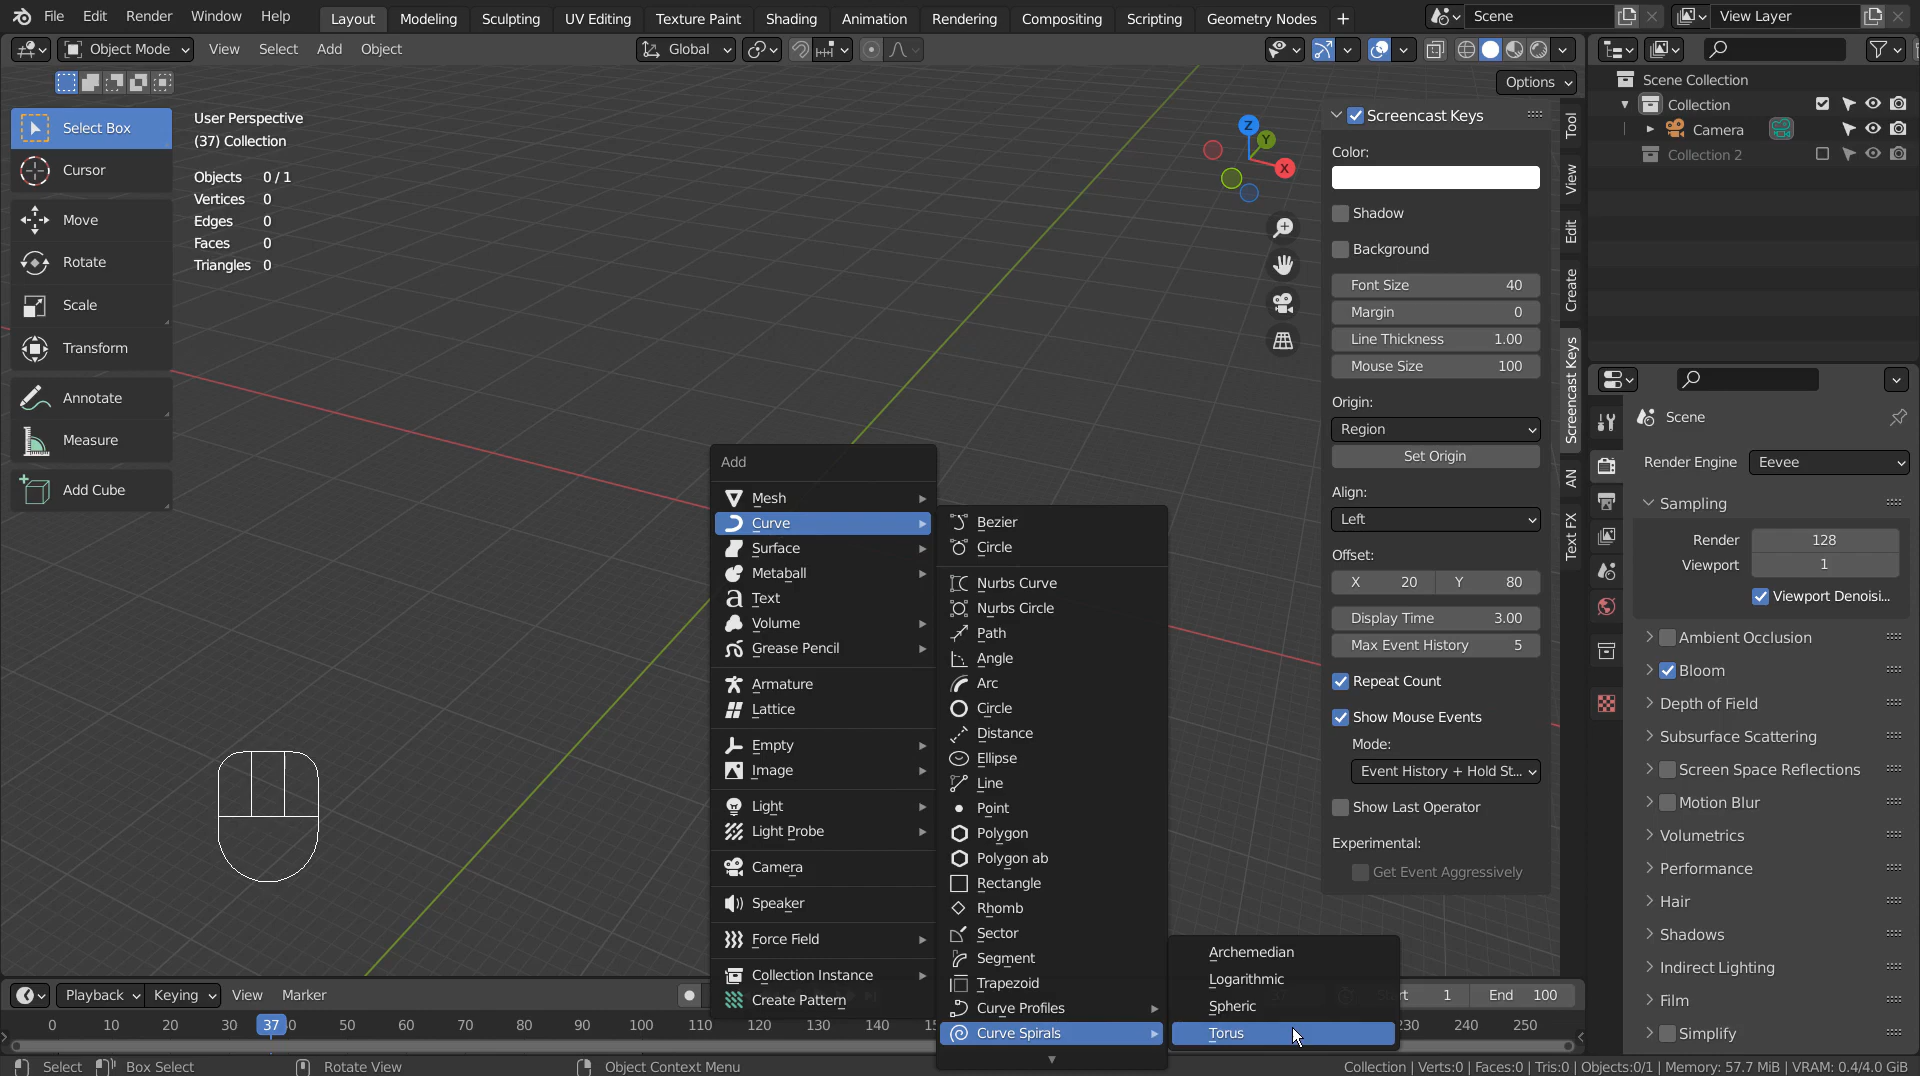 File Edit Render Window Help Layout Modeling Sculpting UV Editing Texture Paint Shading Animation Rendering Compositing Scripting Geometry Nodes + Scene View Layer
Object Mode View Select Add Object Global
Options
Select Box
Cursor
Move
Rotate
Scale
Transform
Annotate
Measure
Add Cube
User Perspective
(37) Collection
Objects 0 / 1
Vertices 0
Edges 0
Faces 0
Triangles 0
Z
Y
X
Screencast Keys
Color:
Shadow
Background
Font Size 40
Margin 0
Line Thickness 1.00
Mouse Size 100
Origin:
Region
Set Origin
Align:
Left
Offset:
X 20 Y 80
Display Time 3.00
Max Event History 5
Repeat Count
Show Mouse Events
Mode:
Event History + Hold St...
Show Last Operator
Experimental:
Get Event Aggressively
Tool
View
Edit
Create
Screencast Keys
AN
Text FX
Scene Collection
Collection
Camera
Collection 2
Scene
Render Engine Eevee
Sampling
Render 128
Viewport 1
Viewport Denoisi...
Ambient Occlusion
Bloom
Depth of Field
Subsurface Scattering
Screen Space Reflections
Motion Blur
Volumetrics
Performance
Hair
Shadows
Indirect Lighting
Film
Simplify
Add
Mesh
Curve
Surface
Metaball
Text
Volume
Grease Pencil
Armature
Lattice
Empty
Image
Light
Light Probe
Camera
Speaker
Force Field
Collection Instance
Create Pattern
Bezier
Circle
Nurbs Curve
Nurbs Circle
Path
Angle
Arc
Circle
Distance
Ellipse
Line
Point
Polygon
Polygon ab
Rectangle
Rhomb
Sector
Segment
Trapezoid
Curve Profiles
Curve Spirals
Archemedian
Logarithmic
Spheric
Torus
Playback Keying View Marker 1 End 100
0 10 20 30 37 50 60 70 80 90 100 110 120 130 140 230 240 250
Select Box Select Rotate View Object Context Menu Collection | Verts:0 | Faces:0 | Tris:0 | Objects:0/1 | Memory: 57.7 MiB | VRAM: 0.4/4.0 GiB